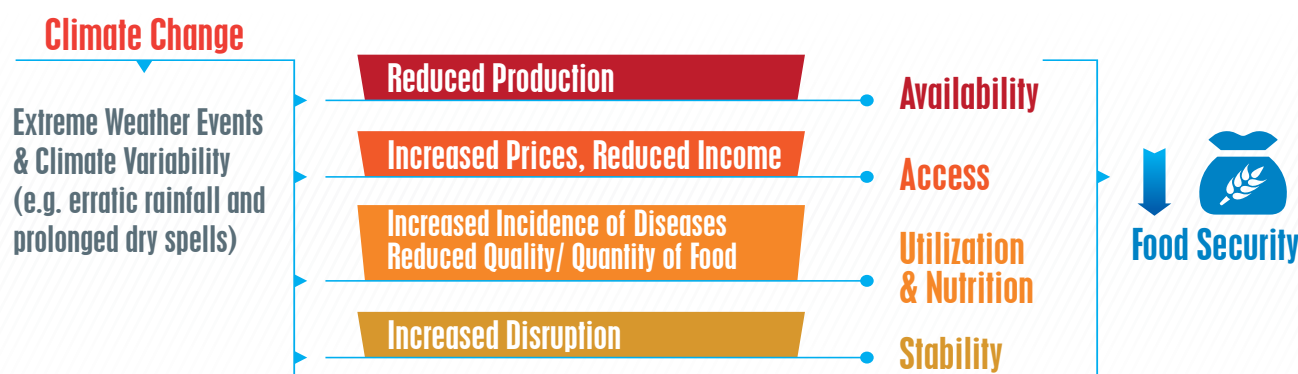 Climate Change
Extreme Weather Events
& Climate Variability
(e.g. erratic rainfall and
prolonged dry spells)
Reduced Production
Availability
Increased Prices, Reduced Income
Access
Increased Incidence of Diseases
Reduced Quality/ Quantity of Food
Utilization
& Nutrition
Increased Disruption
Stability
Food Security